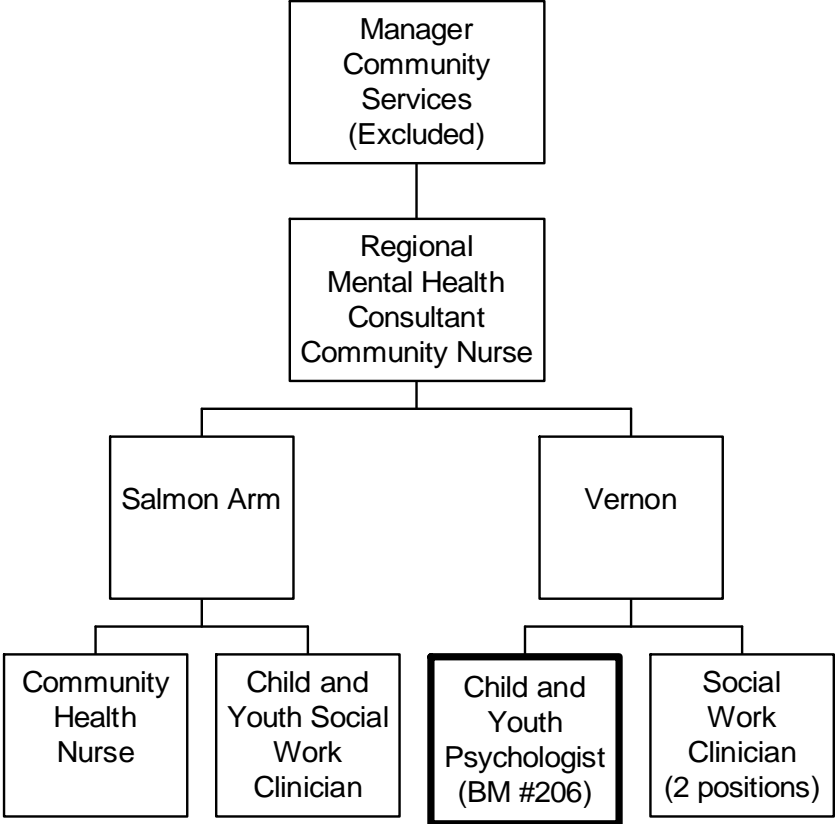 Manager
Community
Services
(Excluded)
Regional
Mental Health
Consultant
Community Nurse
Salmon Arm
Vernon
Community
Health
Nurse
Child and
Youth Social
Work
Clinician
Child and
Youth
Psychologist
(BM #206)
Social
Work
Clinician
(2 positions)